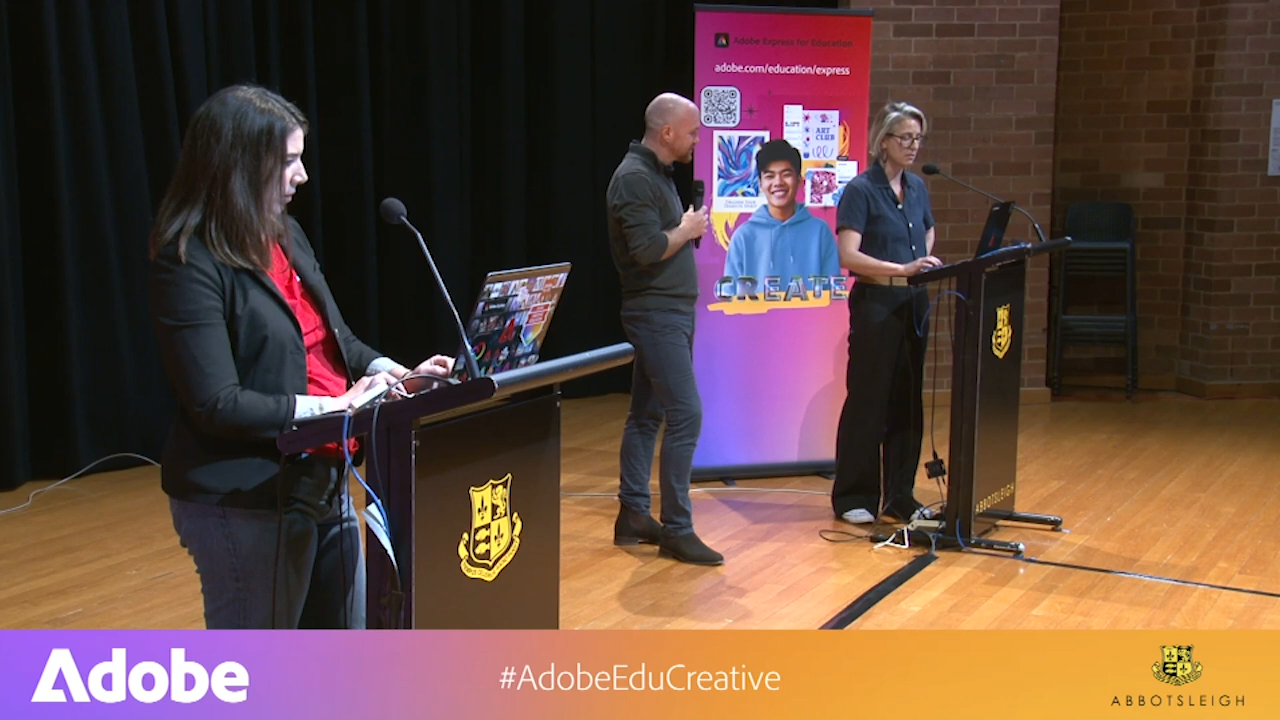 Adobe Express for Education
adobe.com/education/express
ART
CLUB
CREATE
ABBOTSLEIGH
Adobe
#AdobeEduCreative
ABBOTSLEIGH